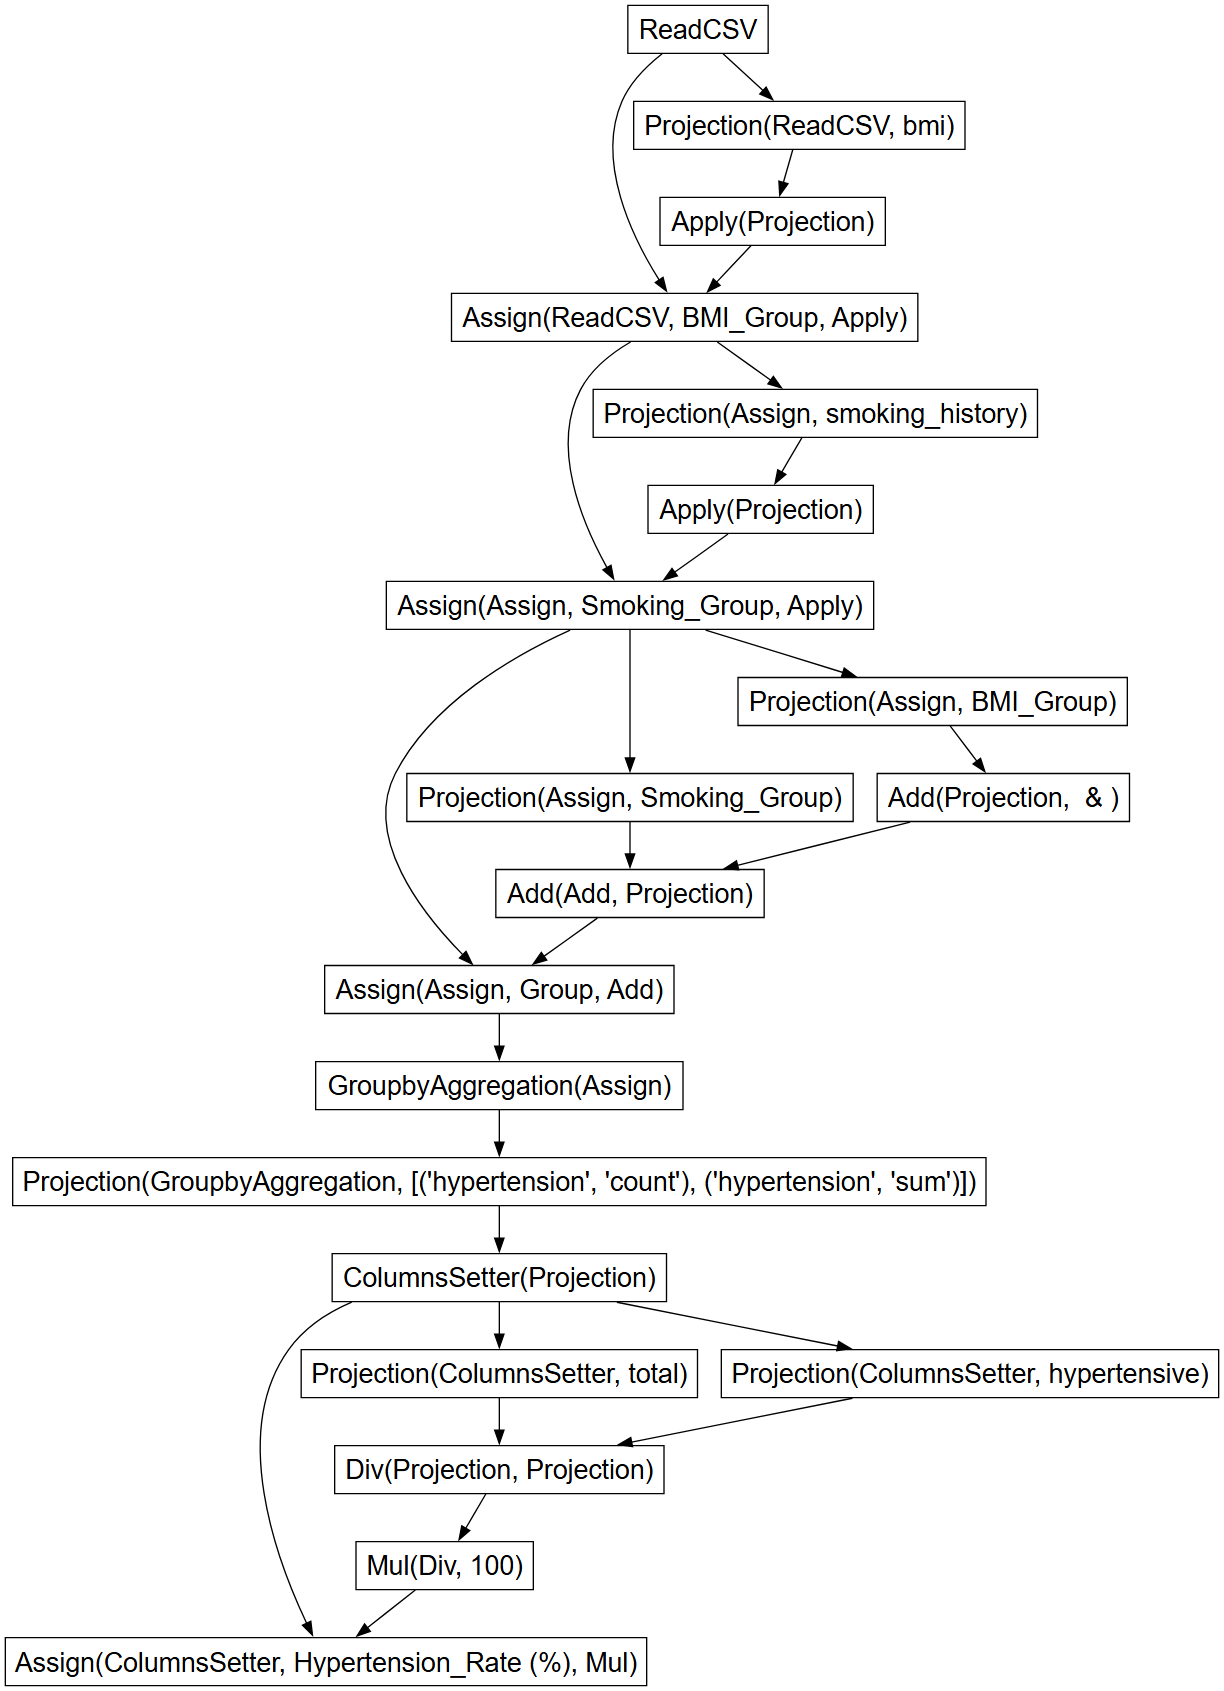 ReadCSV
Projection(ReadCSV, bmi)
Apply(Projection)
Assign(ReadCSV, BMI_Group, Apply)
Projection(Assign, smoking_history)
Apply(Projection)
Assign(Assign, Smoking_Group, Apply)
Projection(Assign, BMI_Group)
Projection(Assign, Smoking_Group)
Add(Projection,  & )
Add(Add, Projection)
Assign(Assign, Group, Add)
GroupbyAggregation(Assign)
Projection(GroupbyAggregation, [('hypertension', 'count'), ('hypertension', 'sum')])
ColumnsSetter(Projection)
Projection(ColumnsSetter, total)
Projection(ColumnsSetter, hypertensive)
Div(Projection, Projection)
Mul(Div, 100)
Assign(ColumnsSetter, Hypertension_Rate (%), Mul)